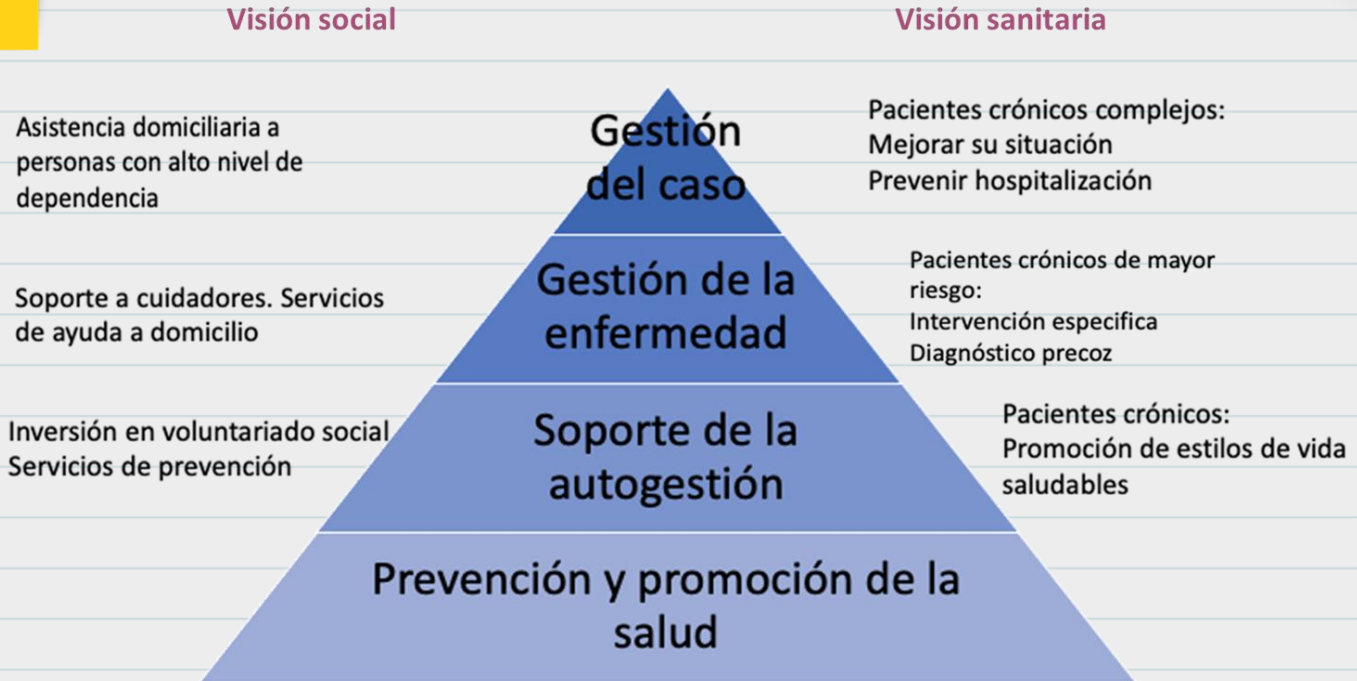 Visión social
Visión sanitaria
Asistencia domiciliaria a
personas con alto nivel de
dependencia
Gestión
del caso
Pacientes crónicos complejos:
Mejorar su situación
Prevenir hospitalización
Soporte a cuidadores. Servicios
de ayuda a domicilio
Gestión de la
enfermedad
Pacientes crónicos de mayor
riesgo:
Intervención especifica
Diagnóstico precoz
Inversión en voluntariado social
Servicios de prevención
Soporte de la
autogestión
Pacientes crónicos:
Promoción de estilos de vida
saludables
Prevención y promoción de la
salud